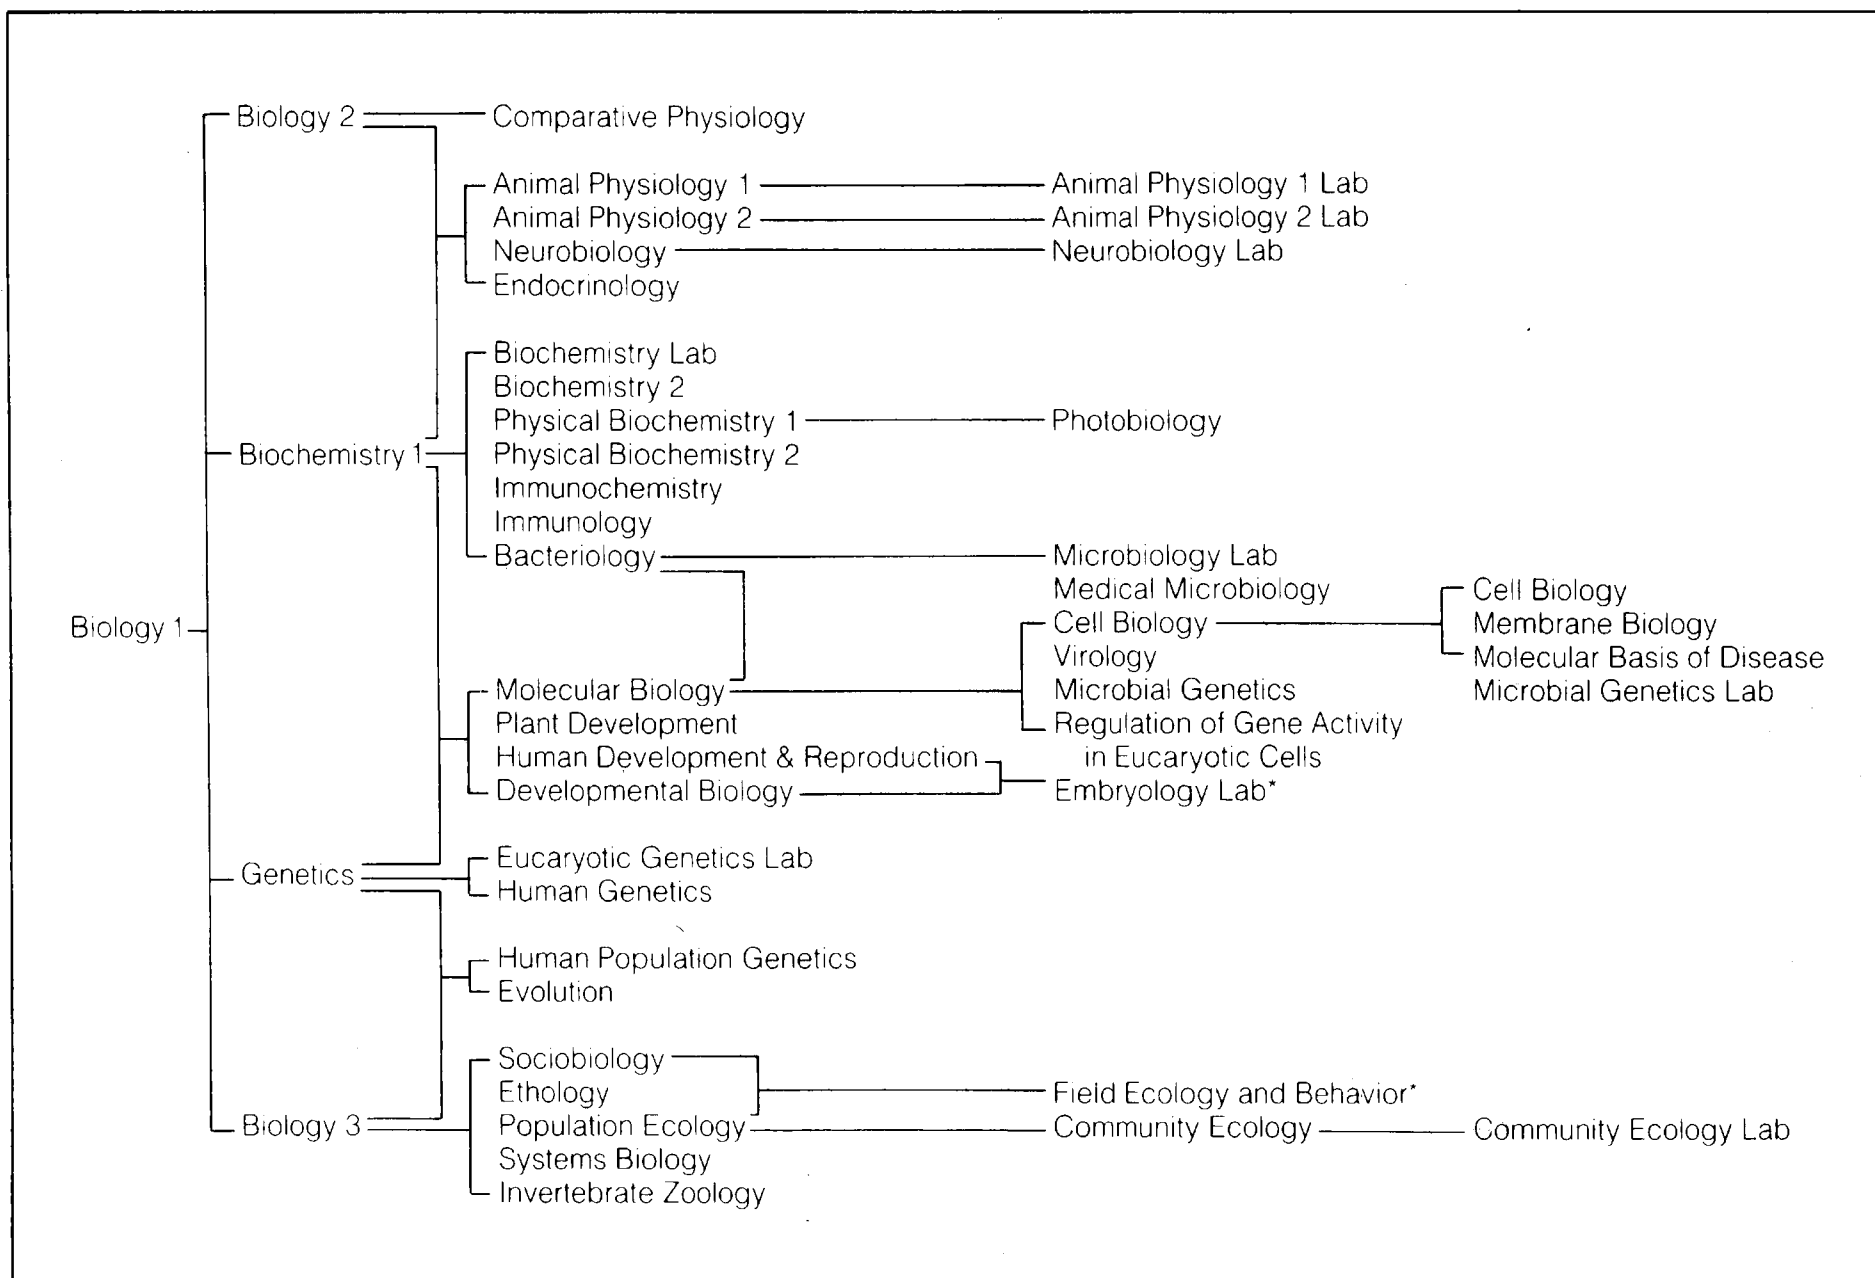 Biology 2
Comparative Physiology
Animal Physiology 1
Animal Physiology 1 Lab
Animal Physiology 2
Animal Physiology 2 Lab
Neurobiology
Neurobiology Lab
Endocrinology
Biochemistry Lab
Biochemistry 2
Physical Biochemistry 1
Photobiology
Biochemistry 1
Physical Biochemistry 2
Immunochemistry
Immunology
Bacteriology
Microbiology Lab
Medical Microbiology
Cell Biology
Biology 1
Cell Biology
Membrane Biology
Virology
Molecular Basis of Disease
Molecular Biology
Microbial Genetics
Microbial Genetics Lab
Plant Development
Regulation of Gene Activity
in Eucaryotic Cells
Human Development & Reproduction
Developmental Biology
Embryology Lab*
Genetics
Eucaryotic Genetics Lab
Human Genetics
Human Population Genetics
Evolution
Sociobiology
Ethology
Field Ecology and Behavior*
Biology 3
Population Ecology
Community Ecology
Community Ecology Lab
Systems Biology
Invertebrate Zoology